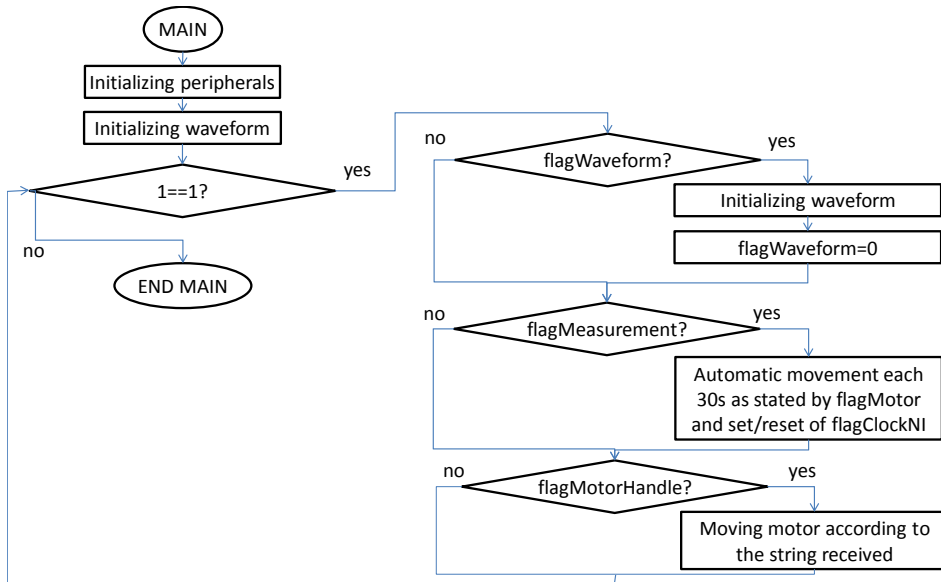 MAIN
Initializing peripherals
Initializing waveform
1==1?
yes
no
END MAIN
no
flagWaveform?
yes
Initializing waveform
flagWaveform=0
no
flagMeasurement?
yes
Automatic movement each
30s as stated by flagMotor
and set/reset of flagClockNI
no
flagMotorHandle?
yes
Moving motor according to
the string received